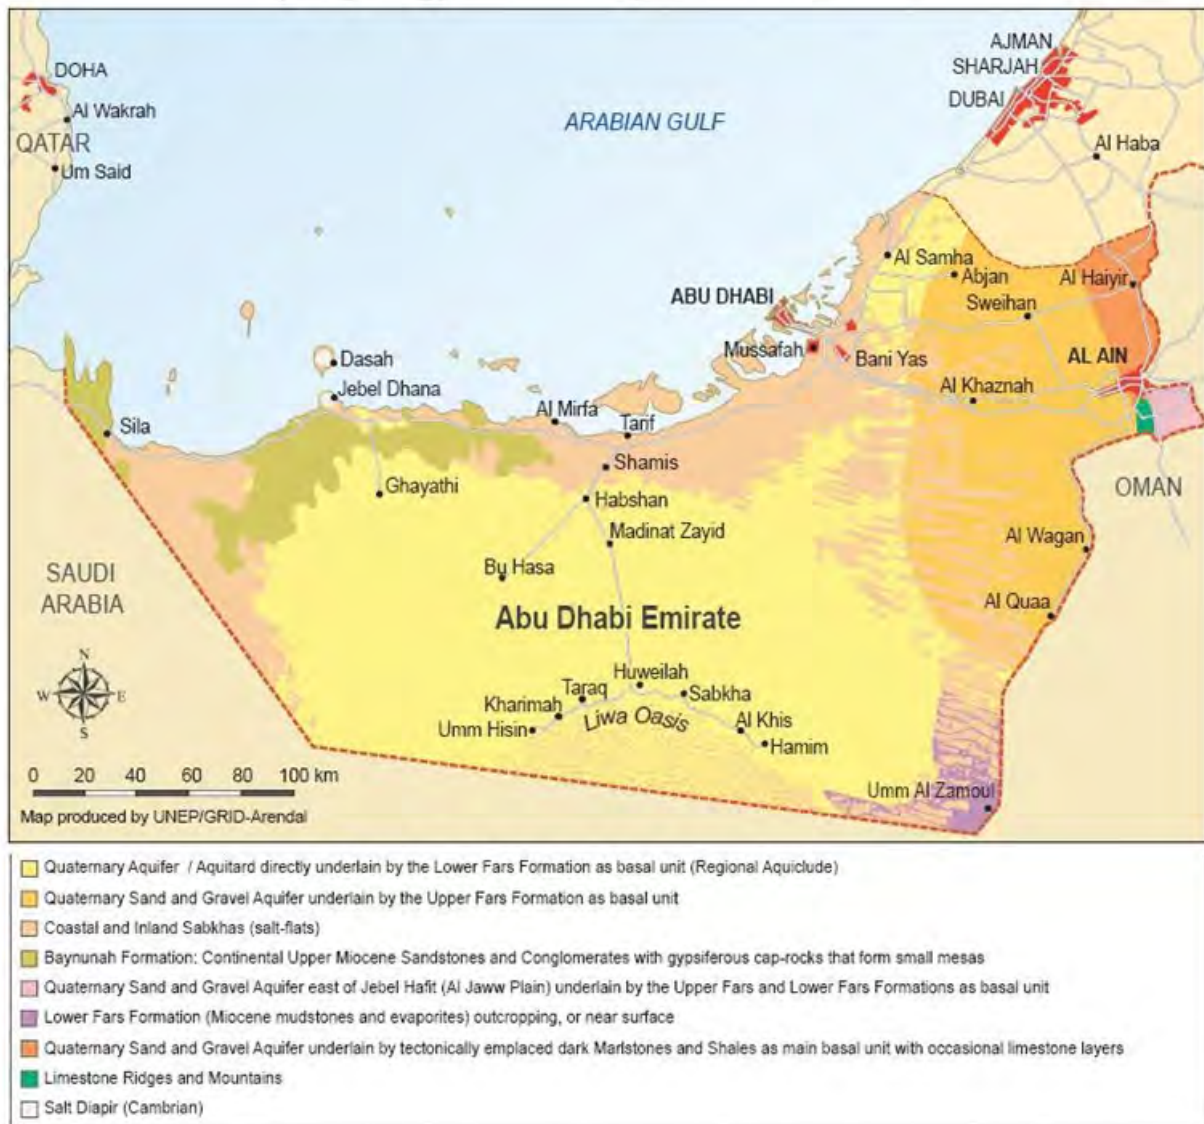 AJMAN
SHARJAH
DUBAI
DOHA
Al Wakrah
QATAR
Um Said
ARABIAN GULF
Al Haba
Al Samha
Abjan
Al Haiyir
ABU DHABI
Sweihan
Mussafah
Bani Yas
AL AIN
Dasah
Jebel Dhana
Al Khaznah
Al Mirfa
Sila
Tarif
Shamis
Ghayathi
Habshan
OMAN
Madinat Zayid
Al Wagan
Bu Hasa
SAUDI
ARABIA
Al Quaa
Abu Dhabi Emirate
N
W E
S
Huweilah
Taraq
Sabkha
Kharimah
Liwa Oasis
Umm Hisin
Al Khis
Hamim
0 20 40 60 80 100 km
Umm Al Zamoul
Map produced by UNEP/GRID-Arendal
Quaternary Aquifer / Aquitard directly underlain by the Lower Fars Formation as basal unit (Regional Aquiclude)
Quaternary Sand and Gravel Aquifer underlain by the Upper Fars Formation as basal unit
Coastal and Inland Sabkhas (salt-flats)
Baynunah Formation: Continental Upper Miocene Sandstones and Conglomerates with gypsiferous cap-rocks that form small mesas
Quaternary Sand and Gravel Aquifer east of Jebel Hafit (Al Jaww Plain) underlain by the Upper Fars and Lower Fars Formations as basal unit
Lower Fars Formation (Miocene mudstones and evaporites) outcropping, or near surface
Quaternary Sand and Gravel Aquifer underlain by tectonically emplaced dark Marlstones and Shales as main basal unit with occasional limestone layers
Limestone Ridges and Mountains
Salt Diapir (Cambrian)